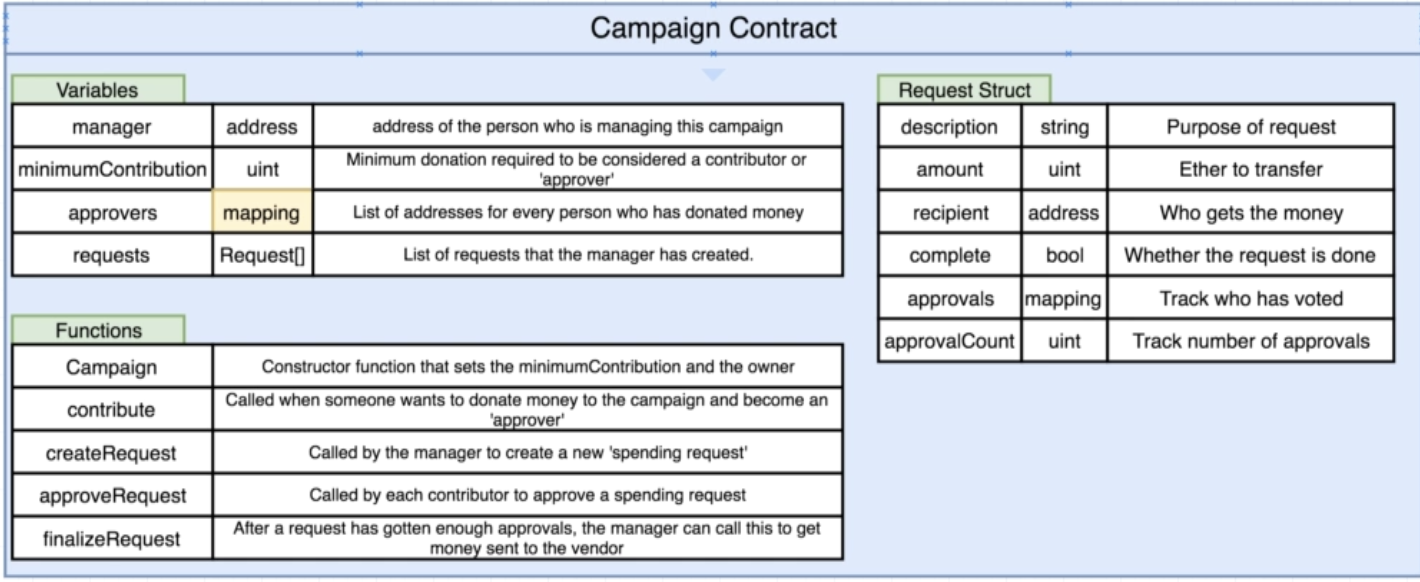 Campaign Contract
Variables
manager address address of the person who is managing this campaign
minimumContribution uint Minimum donation required to be considered a contributor or
'approver'
approvers mapping List of addresses for every person who has donated money
requests Request[] List of requests that the manager has created.
Functions
Campaign Constructor function that sets the minimumContribution and the owner
contribute Called when someone wants to donate money to the campaign and become an
'approver'
createRequest Called by the manager to create a new 'spending request'
approveRequest Called by each contributor to approve a spending request
finalizeRequest After a request has gotten enough approvals, the manager can call this to get
money sent to the vendor
Request Struct
description string Purpose of request
amount uint Ether to transfer
recipient address Who gets the money
complete bool Whether the request is done
approvals mapping Track who has voted
approvalCount uint Track number of approvals